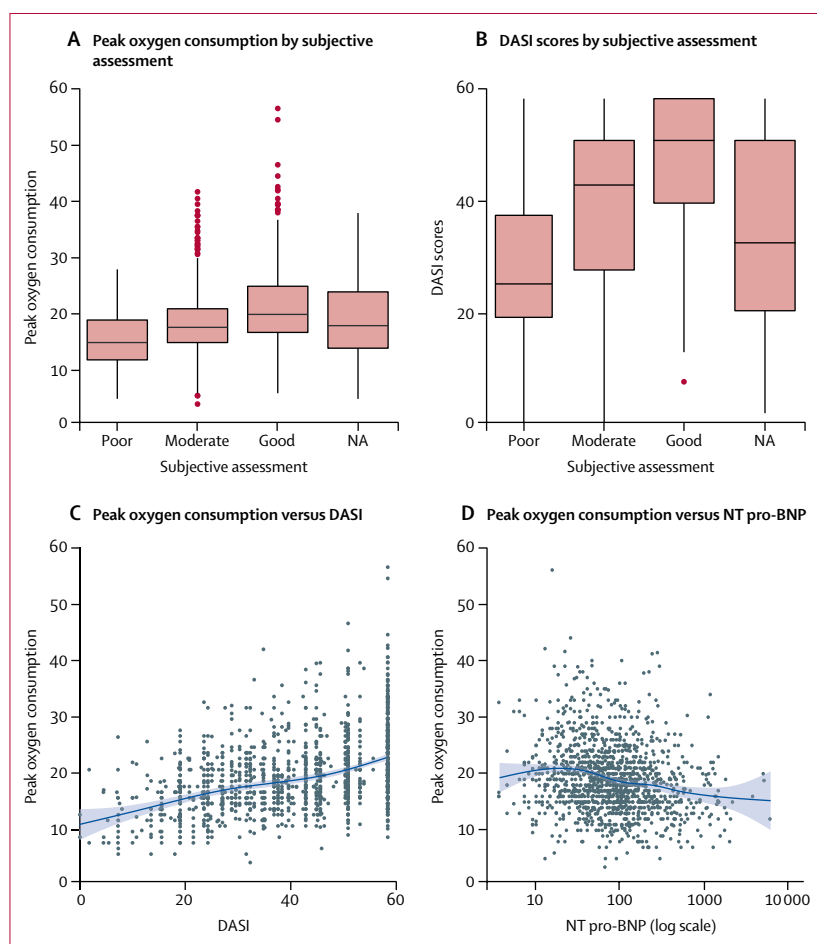 A Peak oxygen consumption by subjective
assessment
60
50
40
30
20
10
0
Peak oxygen consumption
Poor Moderate Good NA
Subjective assessment
B DASI scores by subjective assessment
60
40
20
0
DASI scores
Poor Moderate Good NA
Subjective assessment
C Peak oxygen consumption versus DASI
60
50
40
30
20
10
0
Peak oxygen consumption
0 20 40 60
DASI
D Peak oxygen consumption versus NT pro-BNP
60
50
40
30
20
10
0
Peak oxygen consumption
10 100 1000 10 000
NT pro-BNP (log scale)